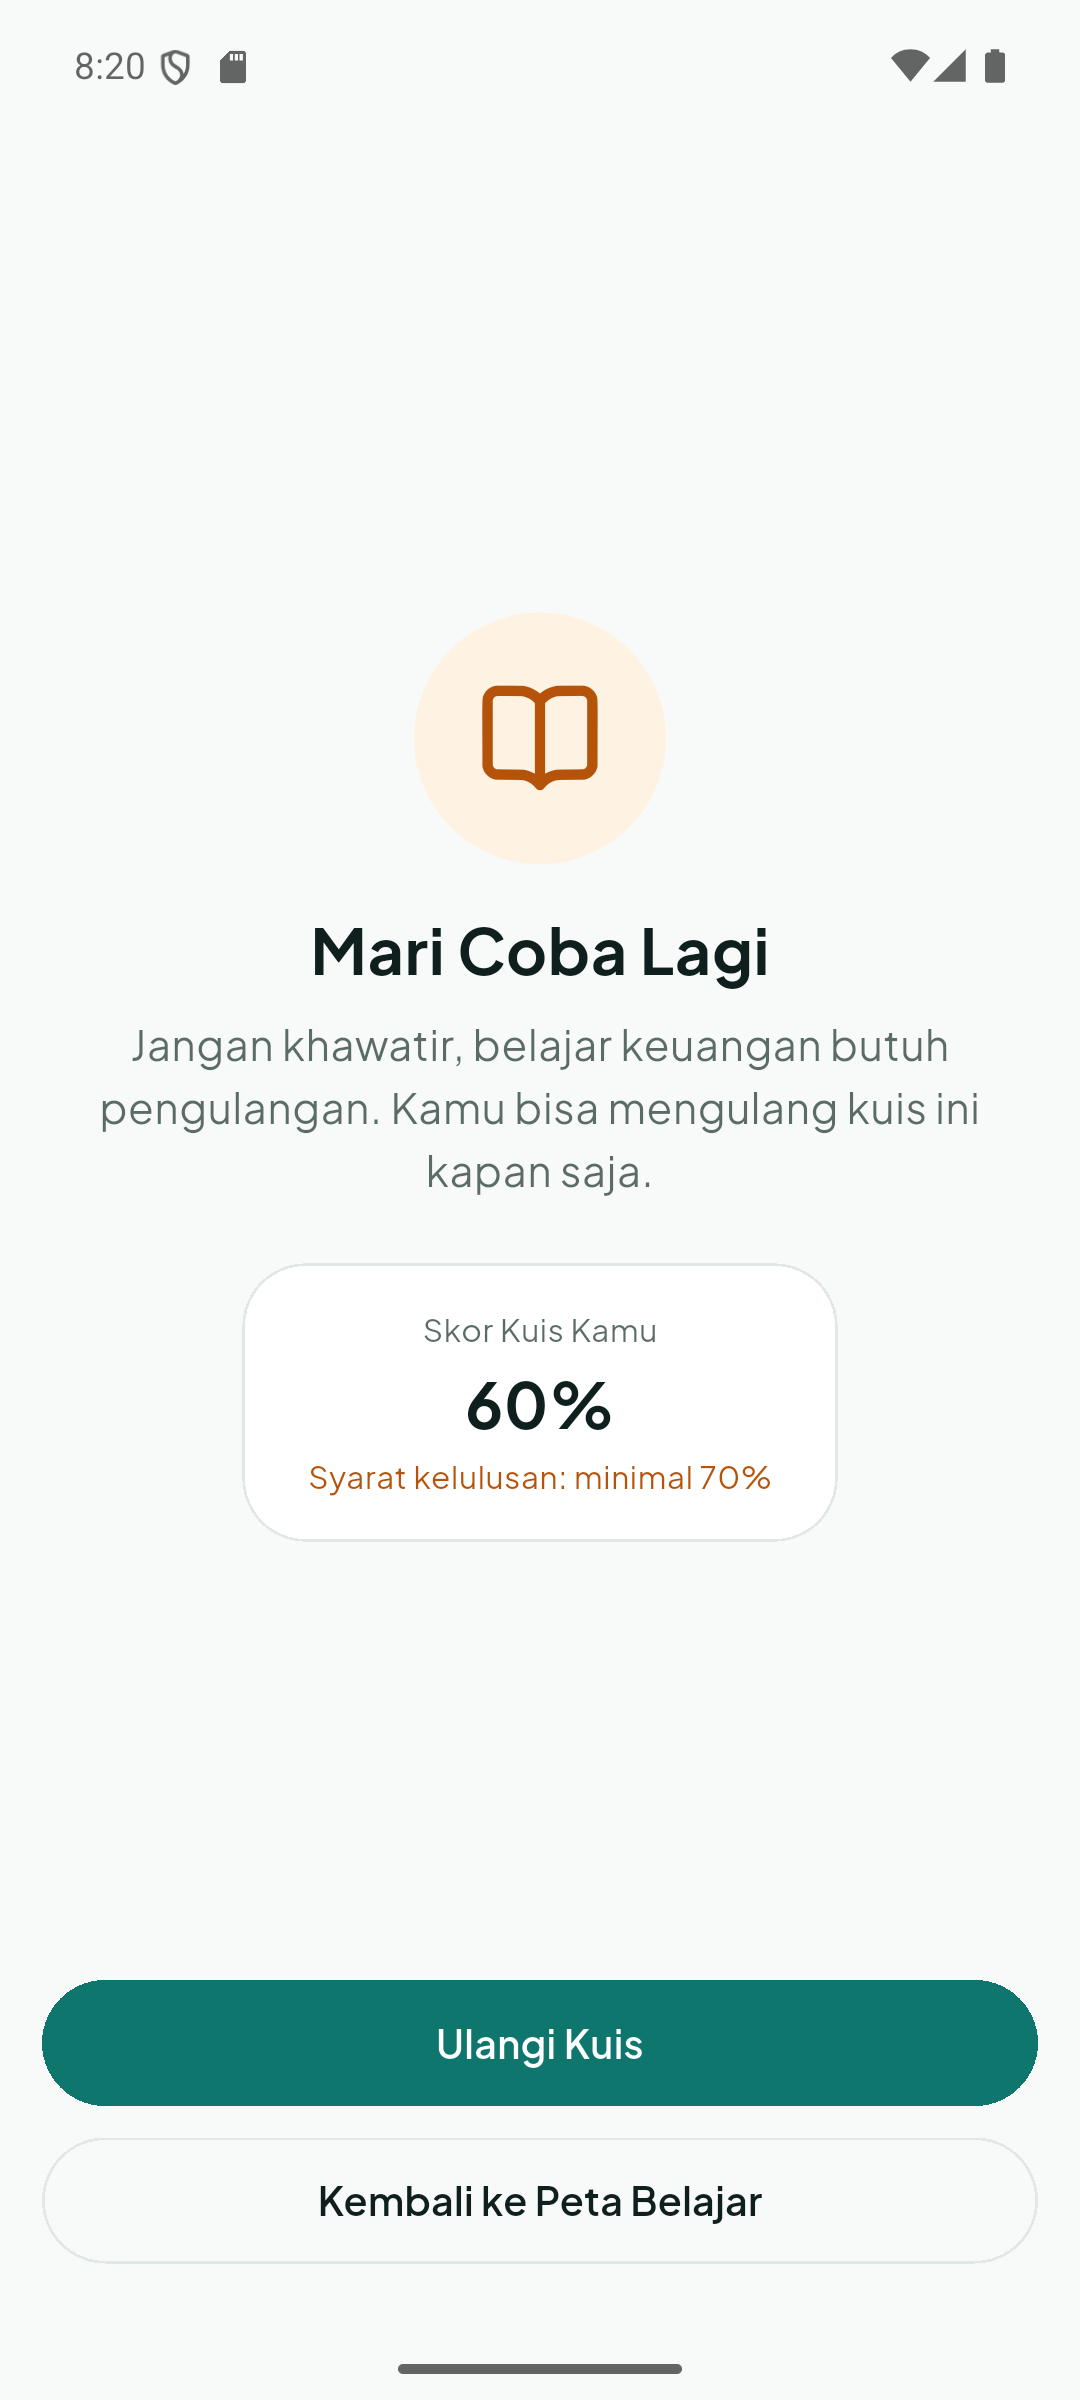 8:20
Mari Coba Lagi
Jangan khawatir, belajar keuangan butuh
pengulangan. Kamu bisa mengulang kuis ini
kapan saja.
Skor Kuis Kamu
60%
Syarat kelulusan: minimal 70%
Ulangi Kuis
Kembali ke Peta Belajar